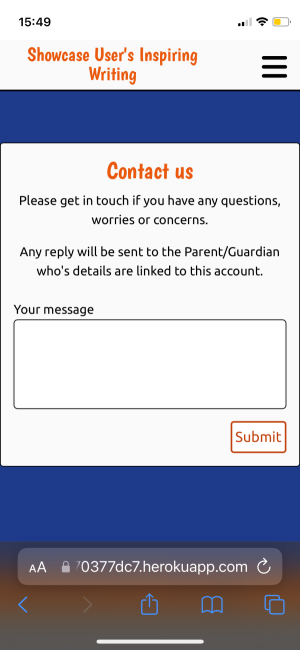 15:49
Showcase User's Inspiring
Writing
Contact us
Please get in touch if you have any questions,
worries or concerns.
Any reply will be sent to the Parent/Guardian
who's details are linked to this account.
Your message
Submit
AA 70377dc7.herokuapp.com